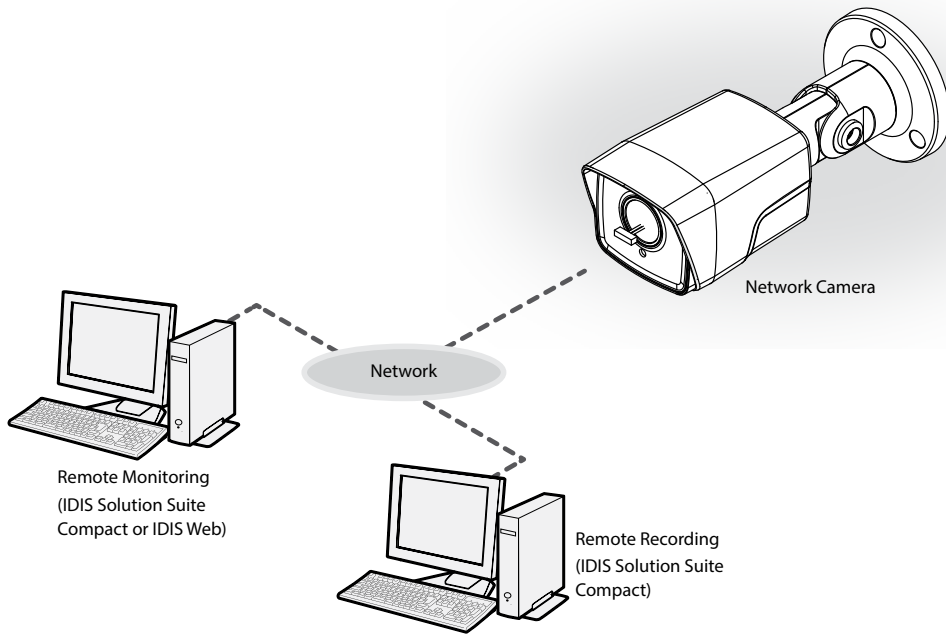 Network Camera
Network
Remote Monitoring
(IDIS Solution Suite
Compact or IDIS Web)
Remote Recording
(IDIS Solution Suite
Compact)